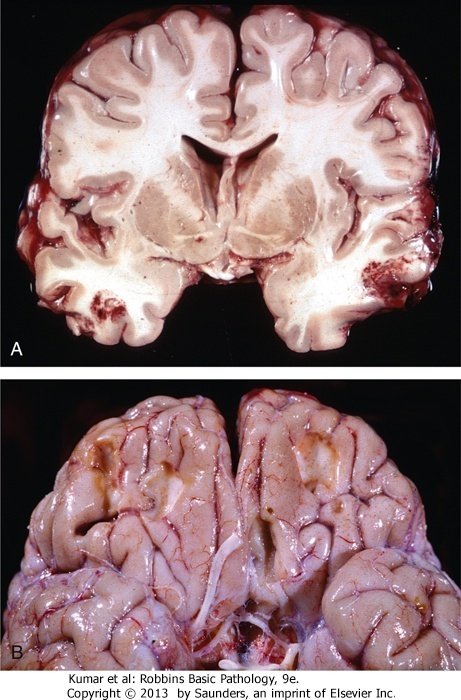 A
B
Kumar et al: Robbins Basic Pathology, 9e.
Copyright © 2013 by Saunders, an imprint of Elsevier Inc.